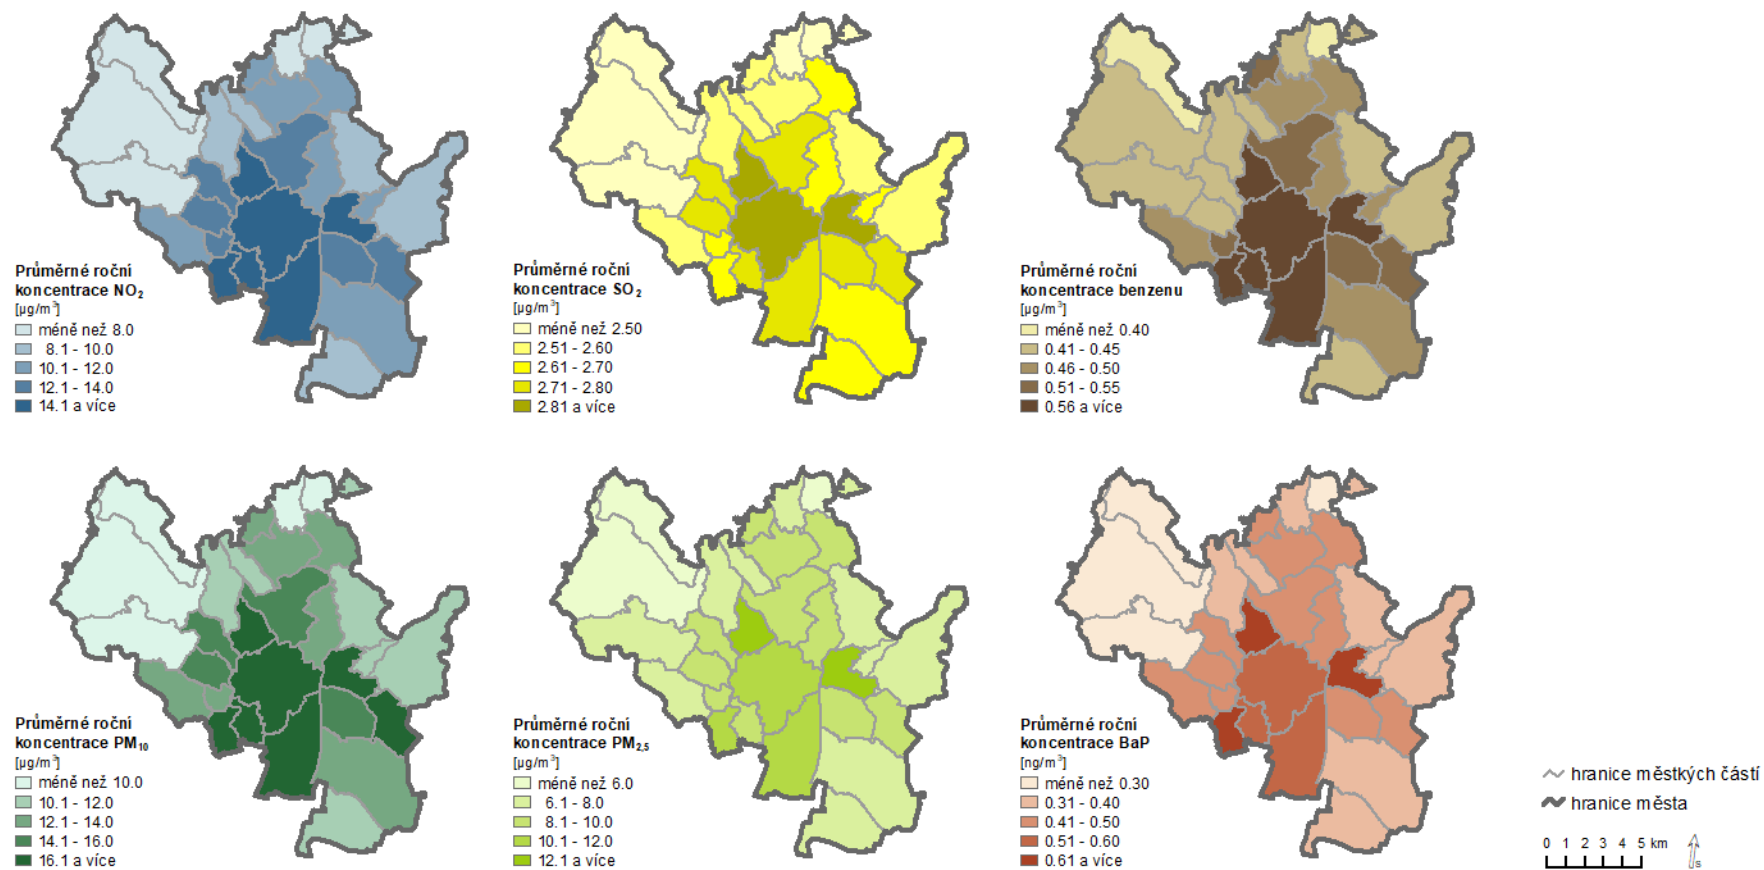 Průměrné roční
koncentrace NO₂
[µg/m³]
méně než 8.0
8.1 - 10.0
10.1 - 12.0
12.1 - 14.0
14.1 a více
Průměrné roční
koncentrace SO₂
[µg/m³]
méně než 2.50
2.51 - 2.60
2.61 - 2.70
2.71 - 2.80
2.81 a více
Průměrné roční
koncentrace benzenu
[µg/m³]
méně než 0.40
0.41 - 0.45
0.46 - 0.50
0.51 - 0.55
0.56 a více
Průměrné roční
koncentrace PM₁₀
[µg/m³]
méně než 10.0
10.1 - 12.0
12.1 - 14.0
14.1 - 16.0
16.1 a více
Průměrné roční
koncentrace PM₂,₅
[µg/m³]
méně než 6.0
6.1 - 8.0
8.1 - 10.0
10.1 - 12.0
12.1 a více
Průměrné roční
koncentrace BaP
[ng/m³]
méně než 0.30
0.31 - 0.40
0.41 - 0.50
0.51 - 0.60
0.61 a více
hranice městkých částí
hranice města
0 1 2 3 4 5 km
S